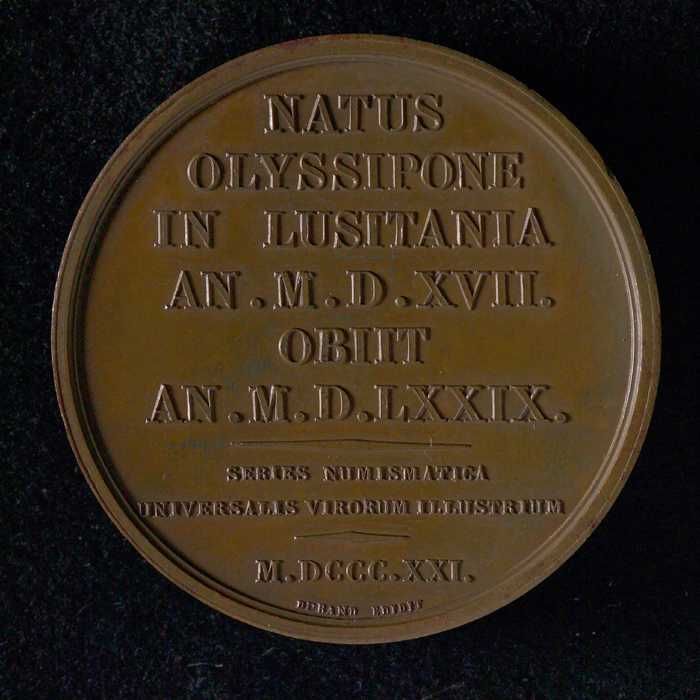 NATUS
OLYSSIPONE
IN LUSITANIA
AN . M . D . XVII.
OBIIT
AN . M . D . LXXIX.
SERIES NUMISMATICA
UNIVERSALIS VIRORUM ILLUSTRIUM
M.DCCC.XXI.
DURAND EDIDIT